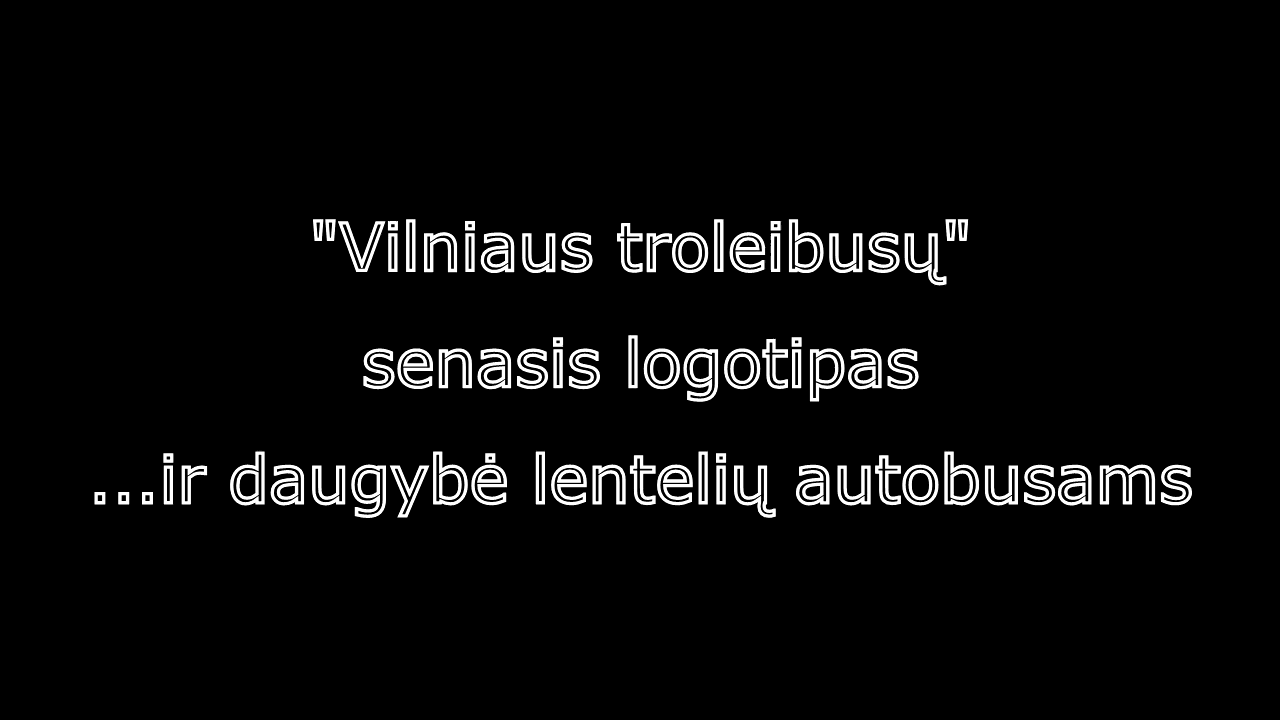 "Vilniaus troleibusų"
senasis logotipas
...ir daugybė lentelių autobusams